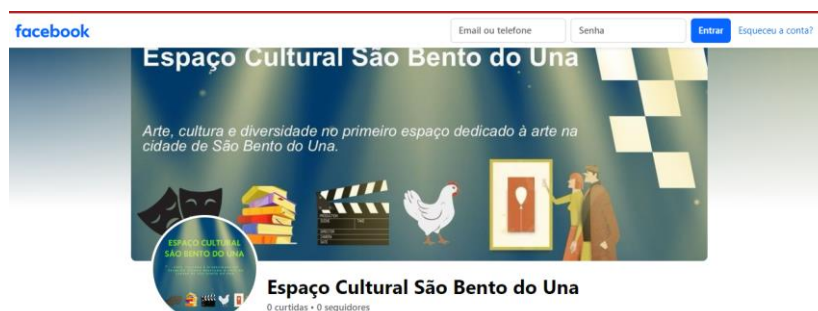 facebook
Email ou telefone
Senha
Entrar
Esqueceu a conta?
Espaço Cultural São Bento do Una
Arte, cultura e diversidade no primeiro espaço dedicado à arte na
cidade de São Bento do Una.
ESPAÇO CULTURAL
SÃO BENTO DO UNA
Espaço Cultural São Bento do Una
0 curtidas • 0 seguidores